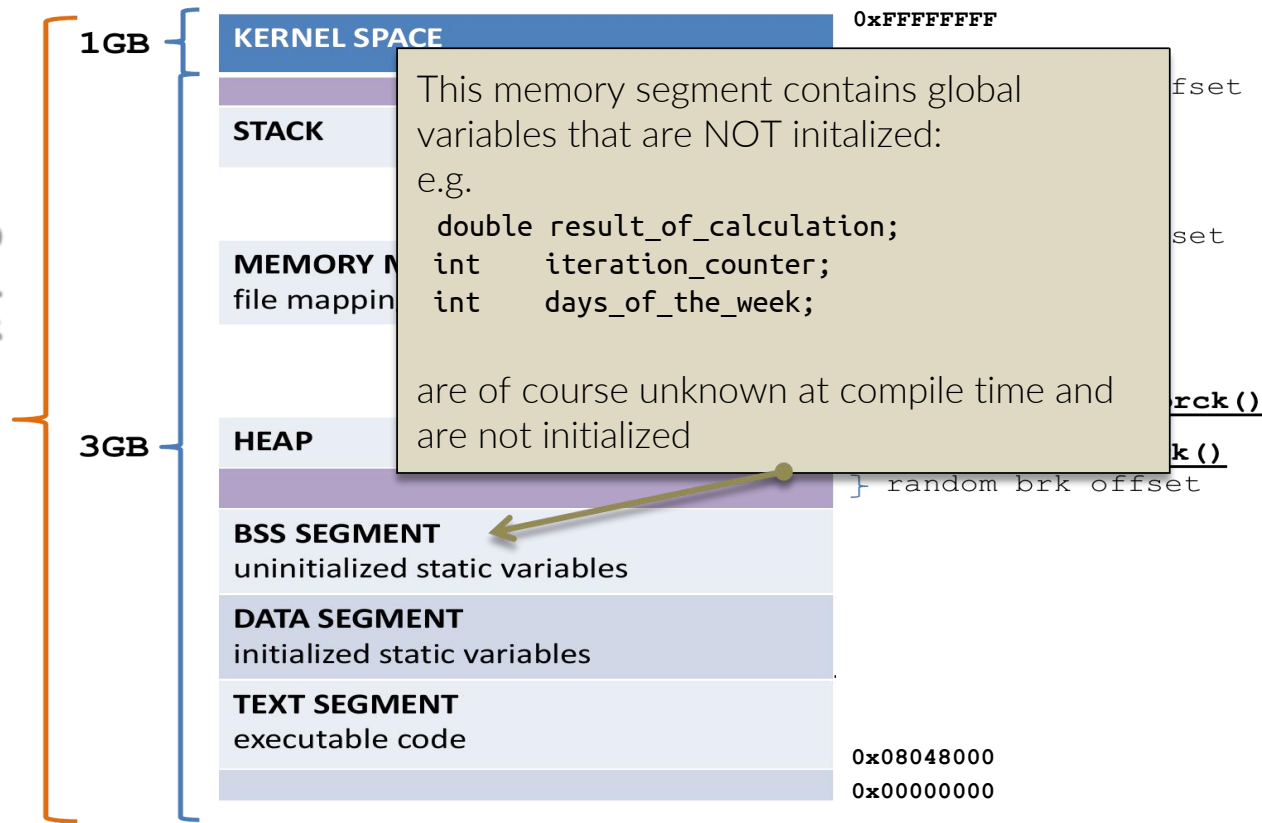 0xFFFFFFFF
1GB
KERNEL SPACE
This memory segment contains global
variables that are NOT initalized:
e.g.
double result_of_calculation;
int iteration_counter;
int days_of_the_week;
are of course unknown at compile time and
are not initialized
fset
STACK
set
MEMORY M
file mappin
rck()
3GB
HEAP
k()
} random brk offset
BSS SEGMENT
uninitialized static variables
DATA SEGMENT
initialized static variables
TEXT SEGMENT
executable code
0x08048000
0x00000000